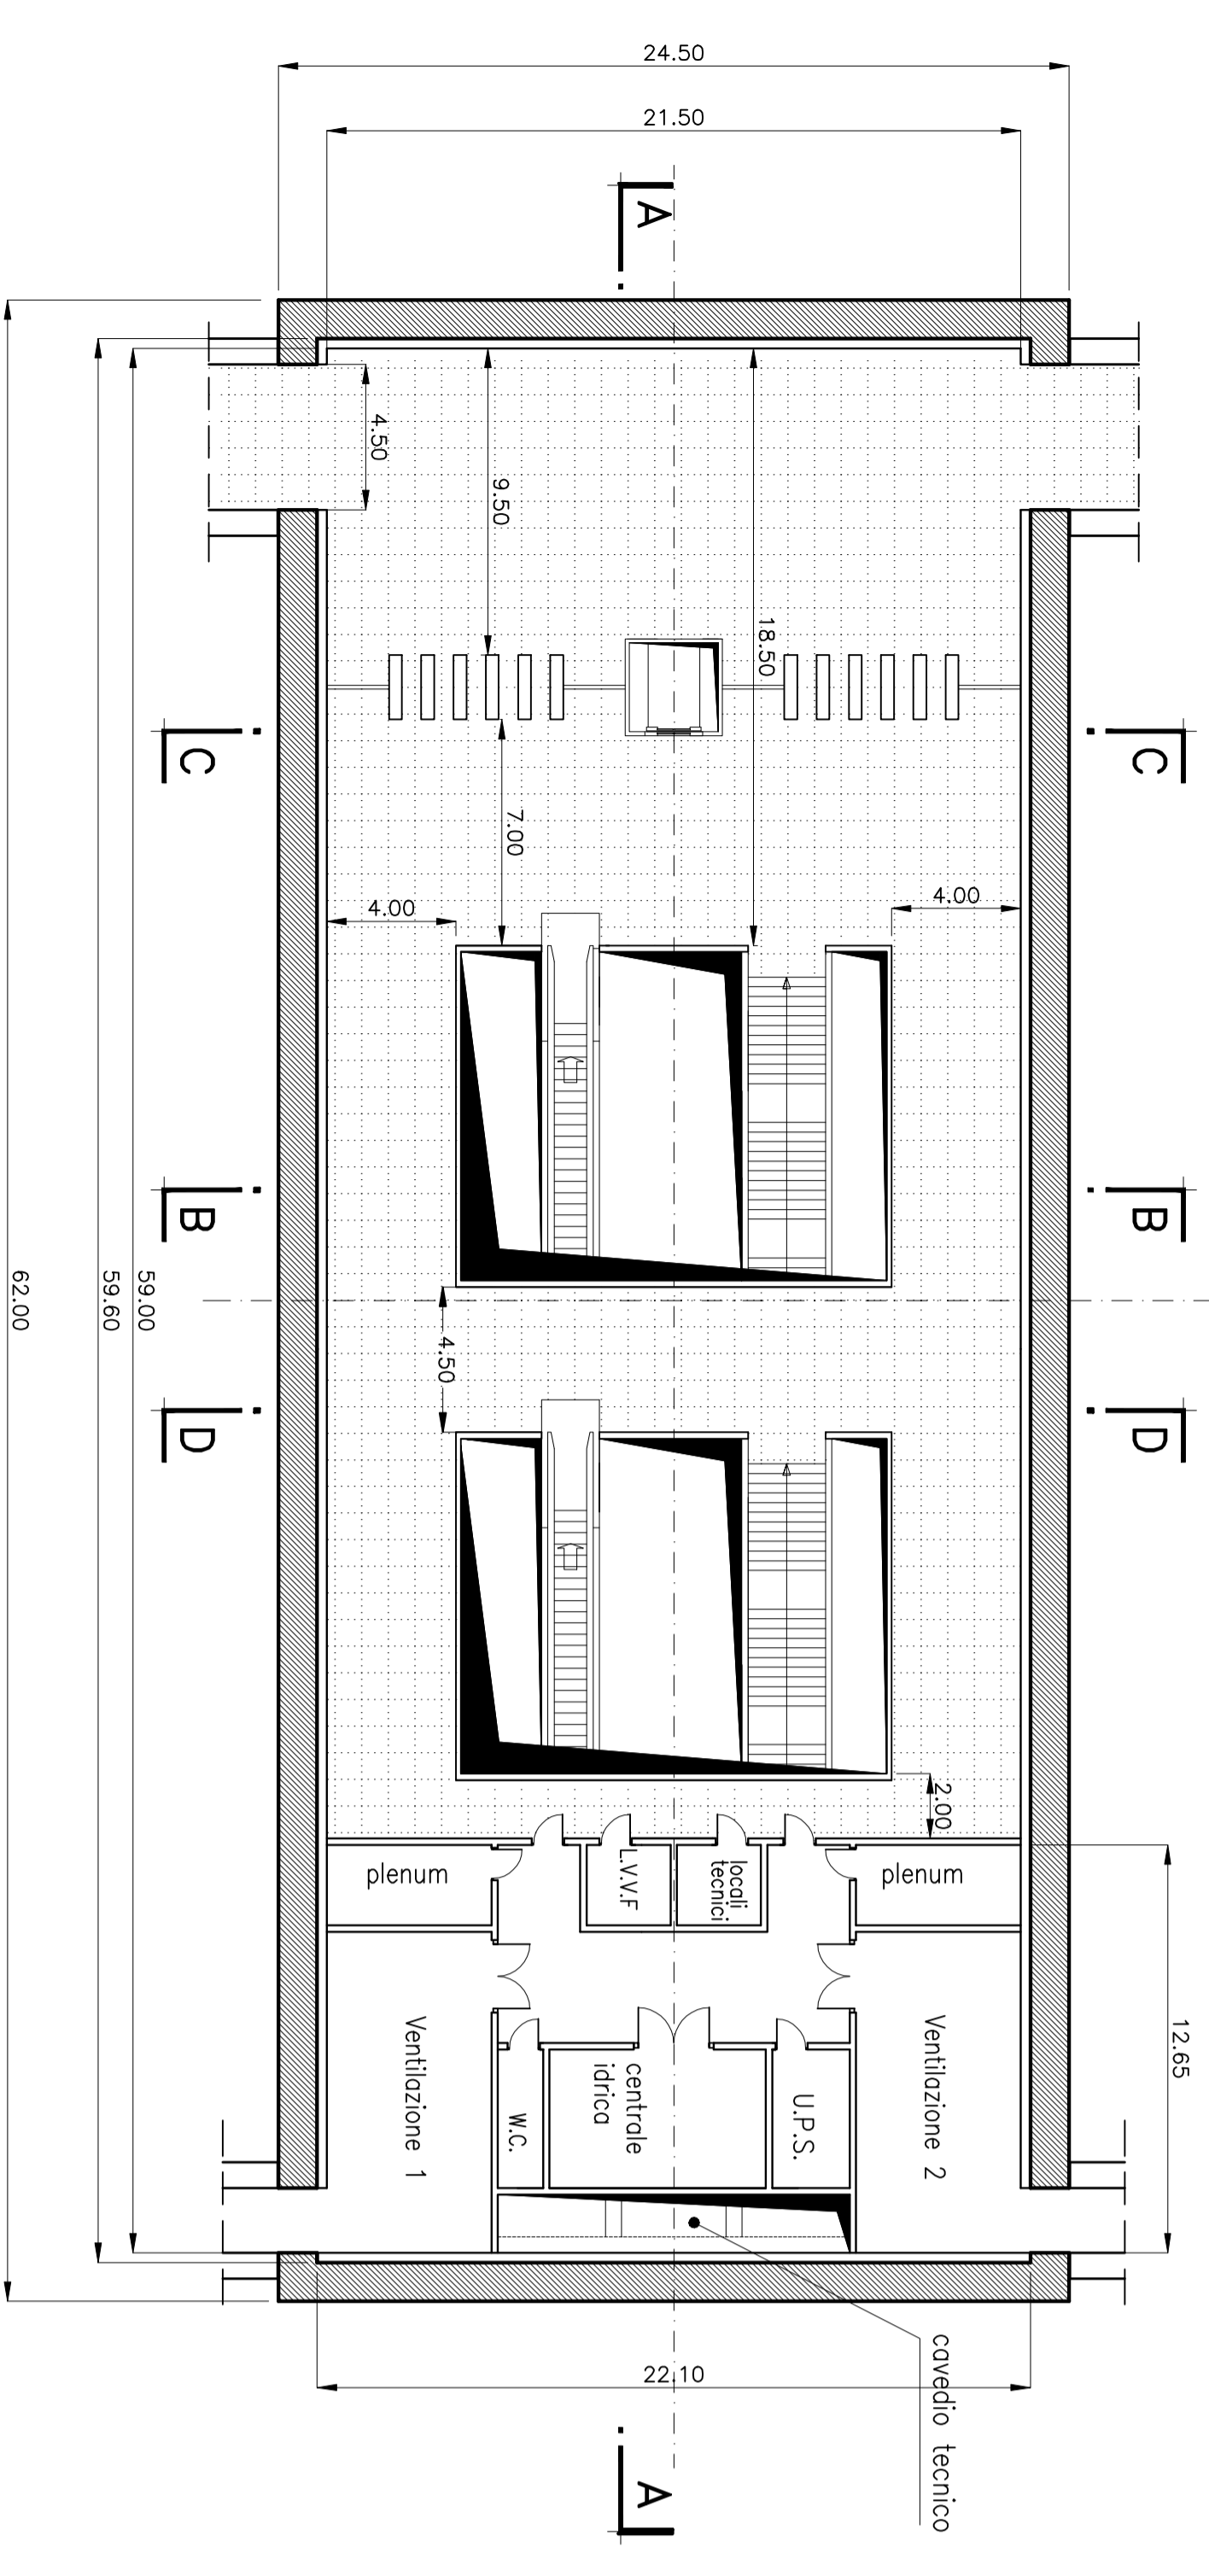 24.50
21.50
A
4.50
9.50
18.50
C
C
7.00
4.00
4.00
B
B
62.00
59.60
59.00
4.50
D
D
2.00
plenum
L.V.V.F
locali
tecnici
plenum
12.65
Ventilazione 1
W.C.
centrale
idrica
U.P.S.
Ventilazione 2
22.10
cavedio tecnico
A